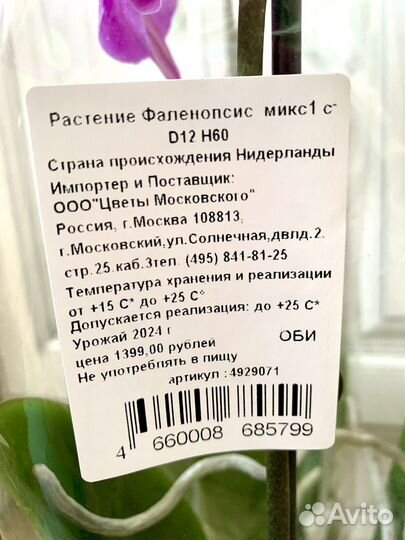 Растение Фаленопсис микс1 с
D12 H60
Страна происхождения Нидерланды
Импортер и Поставщик:
ООО"Цветы Московского"
Россия, г.Москва 108813,
г.Московский,ул.Солнечная,двлд.2.
стр.25.каб.3тел. (495) 841-81-25
Температура хранения и реализации
от +15 С* до +25 С*
Допускается реализация: до +25 С*
Урожай 2024 г
цена 1399,00 рублей
ОБИ
Не употреблять в пищу
артикул : 4929071
4 660008 685799
Avito